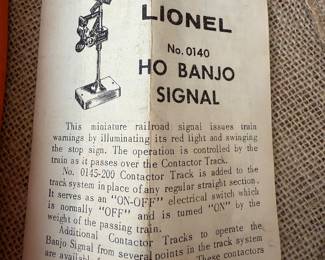 LIONEL
No. 0140
HO BANJO
SIGNAL
This miniature railroad signal issues train
warnings by illuminating its red light and swinging
the stop sign. The operation is controlled by the
train as it passes over the Contactor Track.
No. 0145-200 Contactor Track is added to the
track system in place of any regular straight section.
It serves as an "ON-OFF" electrical switch which
is normally "OFF" and is turned "ON" by the
weight of the passing train.
Additional Contactor Tracks to operate the
Banjo Signal from several points in the track system
are available These contactors